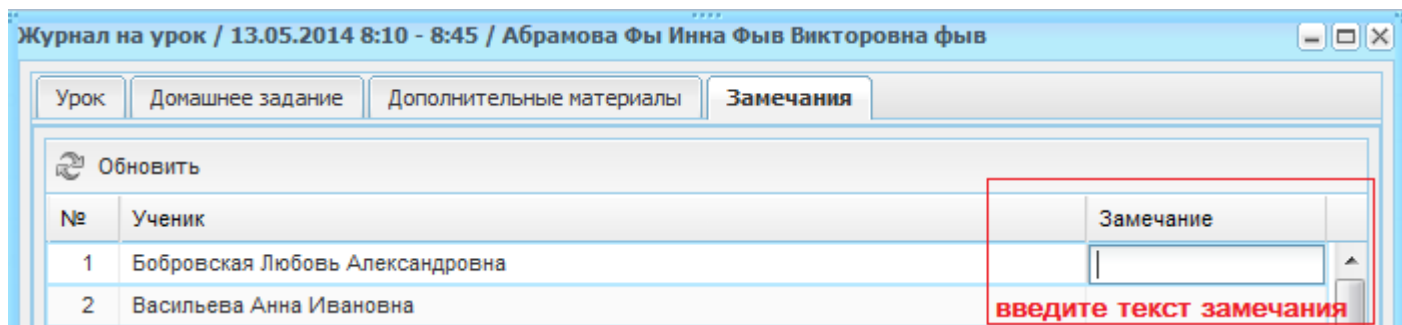 Журнал на урок / 13.05.2014 8:10 - 8:45 / Абрамова Фы Инна Фыв Викторовна фыв
Урок Домашнее задание Дополнительные материалы Замечания
Обновить
№ Ученик Замечание
1 Бобровская Любовь Александровна
2 Васильева Анна Ивановна
введите текст замечания